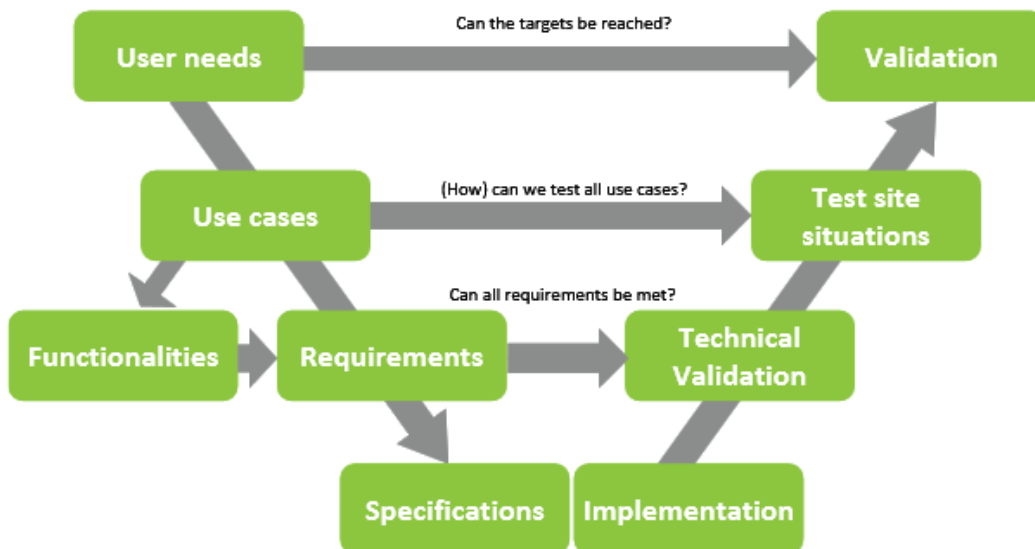 Can the targets be reached?
User needs
Validation
(How) can we test all use cases?
Use cases
Test site
situations
Can all requirements be met?
Functionalities
Requirements
Technical
Validation
Specifications
Implementation